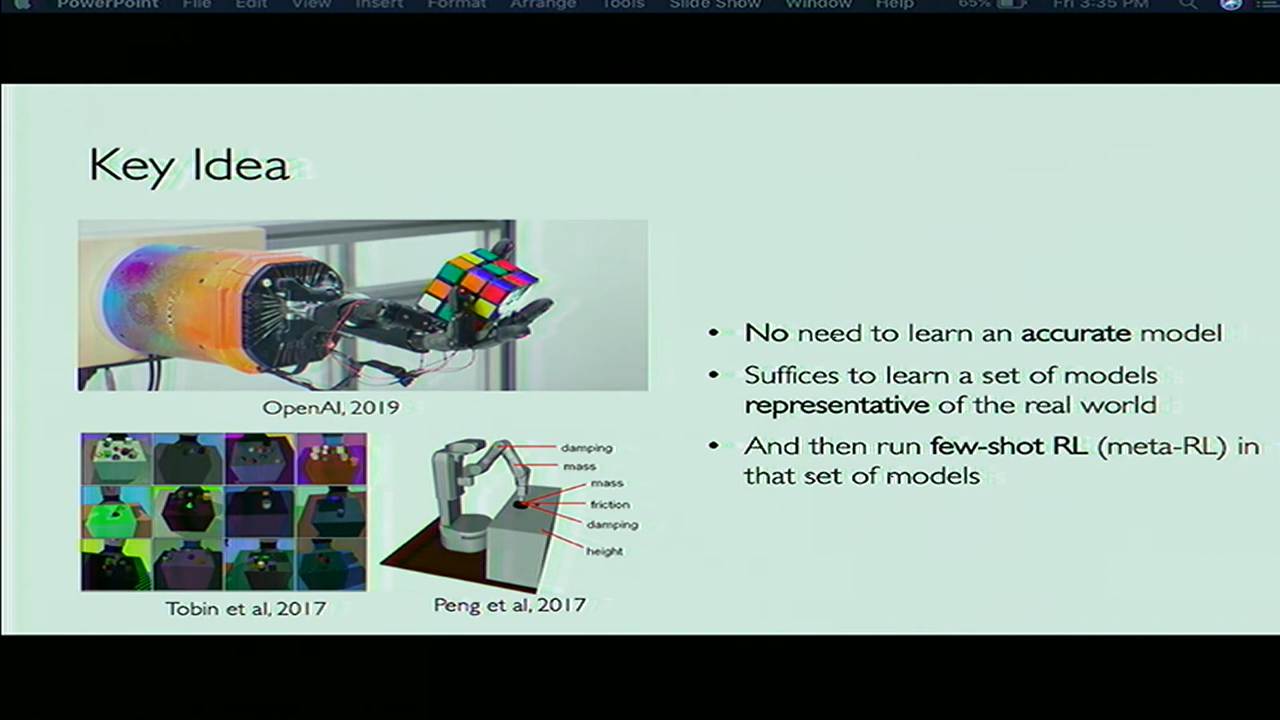 PowerPoint File Edit View Insert Format Arrange Tools Slide Show Window Help 65% Fri 3:35 PM
Key Idea
OpenAI, 2019
damping
mass
mass
friction
damping
height
Tobin et al, 2017
Peng et al, 2017
• No need to learn an accurate model
• Suffices to learn a set of models
representative of the real world
• And then run few-shot RL (meta-RL) in
that set of models